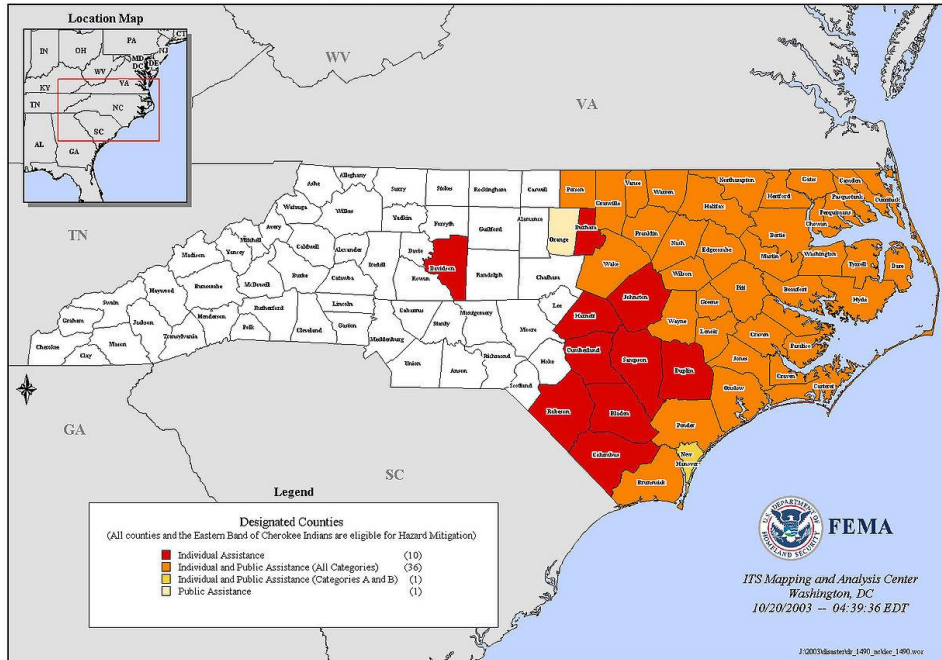 Location Map
CT
PA
NJ
OH
IN
MD
DE
DC
WV
VA
KY
TN
NC
SC
AL
GA
WV
VA
TN
GA
SC
Alleghany
Ashe
Surry
Stokes
Rockingham
Caswell
Person
Granville
Vance
Warren
Northampton
Gates
Camden
Pasquotank
Currituck
Hertford
Perquimans
Chowan
Halifax
Watauga
Wilkes
Yadkin
Forsyth
Guilford
Alamance
Orange
Durham
Franklin
Nash
Edgecombe
Bertie
Martin
Washington
Tyrrell
Dare
Avery
Mitchell
Yancey
Madison
Caldwell
Alexander
Iredell
Davie
Davidson
Rowan
Randolph
Chatham
Wake
Wilson
Pitt
Beaufort
Hyda
Burke
McDowell
Catawba
Buncombe
Haywood
Swain
Graham
Cherokee
Clay
Macon
Jackson
Transylvania
Henderson
Rutherford
Polk
Cleveland
Lincoln
Gaston
Mecklenburg
Cabarrus
Stanly
Montgomery
Moore
Lee
Harnett
Johnston
Wayne
Greene
Lenoir
Craven
Pamlico
Jones
Craven
Carteret
Onslow
Union
Anson
Richmond
Hoke
Scotland
Cumberland
Sampson
Duplin
Robeson
Bladen
Pender
Columbus
New
Hanover
Brunswick
Legend
Designated Counties
(All counties and the Eastern Band of Cherokee Indians are eligible for Hazard Mitigation)
Individual Assistance (10)
Individual and Public Assistance (All Categories) (36)
Individual and Public Assistance (Categories A and B) (1)
Public Assistance (1)
U.S. DEPARTMENT OF HOMELAND SECURITY
FEMA
ITS Mapping and Analysis Center
Washington, DC
10/20/2003 -- 04:39:36 EDT